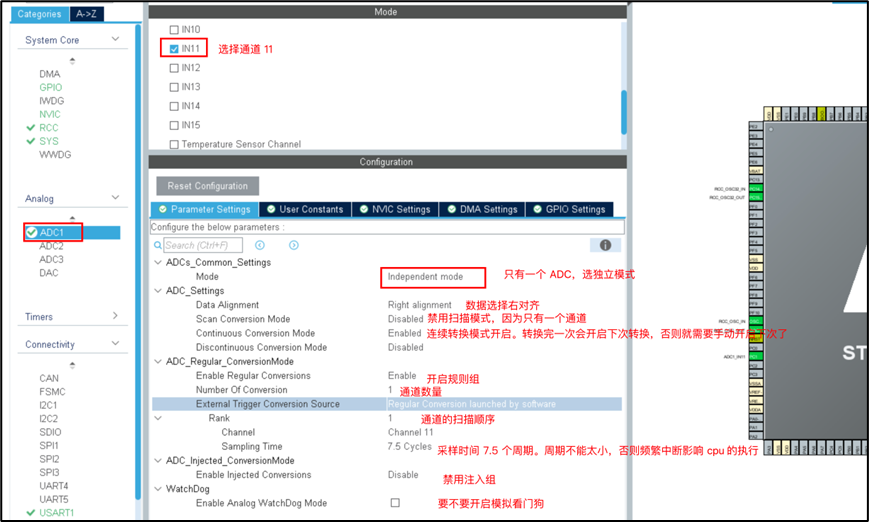 Categories
A->Z
System Core
DMA
GPIO
IWDG
NVIC
RCC
SYS
WWDG
Analog
ADC1
ADC2
ADC3
DAC
Timers
Connectivity
CAN
FSMC
I2C1
I2C2
SDIO
SPI1
SPI2
SPI3
UART4
UART5
USART1
Mode
IN10
IN11 选择通道 11
IN12
IN13
IN14
IN15
Temperature Sensor Channel
Configuration
Reset Configuration
Parameter Settings
User Constants
NVIC Settings
DMA Settings
GPIO Settings
Configure the below parameters :
Search (Ctrl+F)
ADCs_Common_Settings
Mode Independent mode 只有一个 ADC，选独立模式
ADC_Settings
Data Alignment Right alignment 数据选择右对齐
Scan Conversion Mode Disabled 禁用扫描模式，因为只有一个通道
Continuous Conversion Mode Enabled 连续转换模式开启。转换完一次会开启下次转换，否则就需要手动开启下次了
Discontinuous Conversion Mode Disabled
ADC_Regular_ConversionMode
Enable Regular Conversions Enable 开启规则组
Number Of Conversion 1 通道数量
External Trigger Conversion Source Regular Conversion launched by software
Rank 1 通道的扫描顺序
Channel Channel 11
Sampling Time 7.5 Cycles 采样时间 7.5 个周期。周期不能太小，否则频繁中断影响 cpu 的执行
ADC_Injected_ConversionMode
Enable Injected Conversions Disable 禁用注入组
WatchDog
Enable Analog WatchDog Mode 要不要开启模拟看门狗
RCC_OSC32_IN
RCC_OSC32_OUT
RCC_OSC_IN
ADC1_IN11
ST